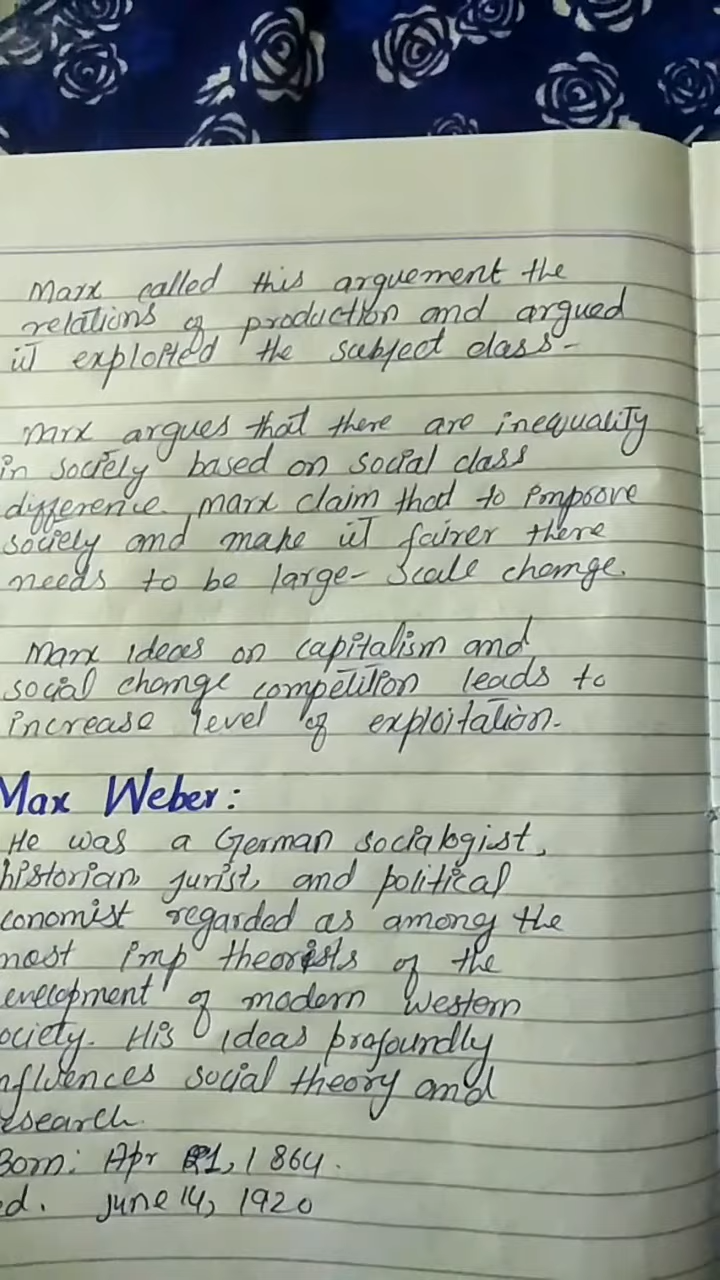 Marx called this arguement the
relations of production and argued
it exploited the subject class-
Marx argues that there are inequality
in society based on social class
difference. Marx claim that to improove
society and make it fairer there
needs to be large-scale change.
Marx ideas on capitalism and
social change competition leads to
increase level of exploitation.
Max Weber:
He was a German socialogist,
historian, jurist, and political
conomist regarded as among the
most imp theorists of the
evelopment of modern Western
ociety. His ideas profoundly
nfluences social theory and
esearch.
Born: Apr 21, 1864.
ed. June 14, 1920